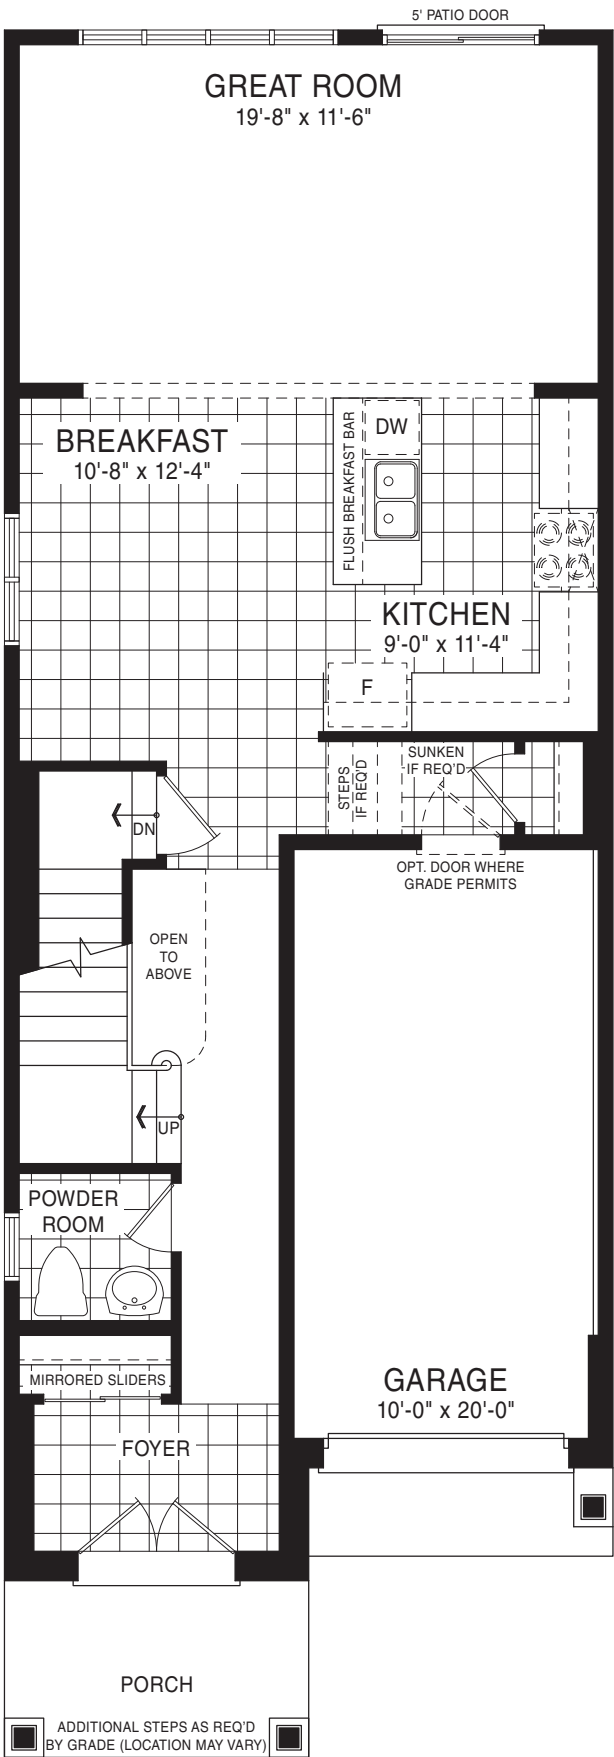 5' PATIO DOOR
GREAT ROOM
19'-8" x 11'-6"
BREAKFAST
10'-8" x 12'-4"
FLUSH BREAKFAST BAR
DW
KITCHEN
9'-0" x 11'-4"
F
STEPS
IF REQ'D
SUNKEN
IF REQ'D
DN
OPT. DOOR WHERE
GRADE PERMITS
OPEN
TO
ABOVE
UP
POWDER
ROOM
MIRRORED SLIDERS
GARAGE
10'-0" x 20'-0"
FOYER
PORCH
ADDITIONAL STEPS AS REQ'D
BY GRADE (LOCATION MAY VARY)